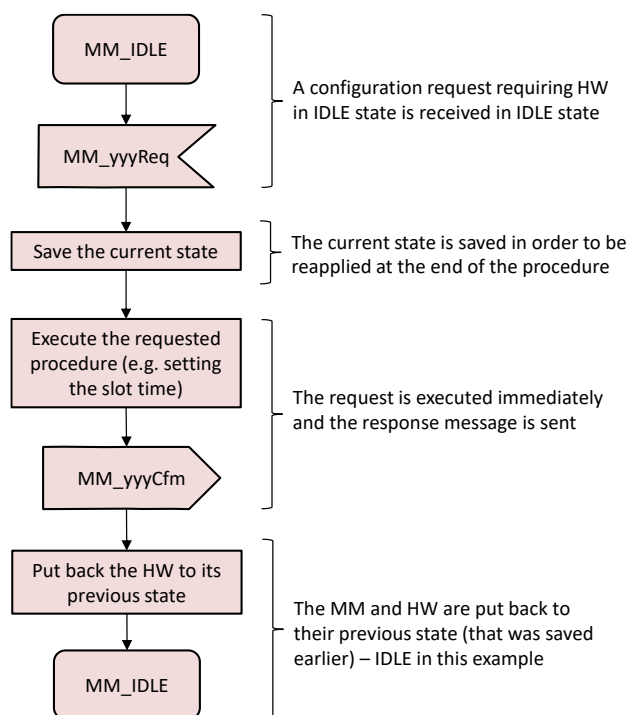 MM_IDLE
A configuration request requiring HW
in IDLE state is received in IDLE state
MM_yyyReq
Save the current state
The current state is saved in order to be
reapplied at the end of the procedure
Execute the requested
procedure (e.g. setting
the slot time)
The request is executed immediately
and the response message is sent
MM_yyyCfm
Put back the HW to its
previous state
The MM and HW are put back to
their previous state (that was saved
earlier) – IDLE in this example
MM_IDLE